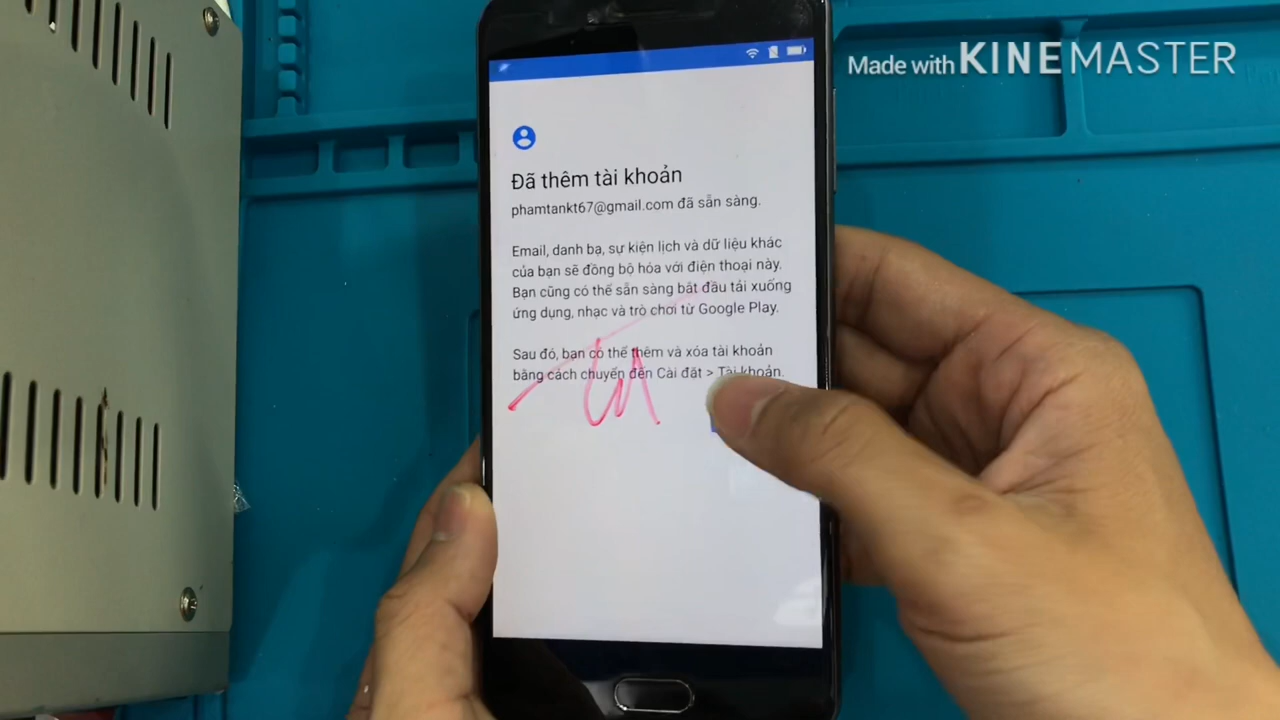 Made with KINEMASTER
Đã thêm tài khoản
phamtankt67@gmail.com đã sẵn sàng.
Email, danh bạ, sự kiện lịch và dữ liệu khác
của bạn sẽ đồng bộ hóa với điện thoại này.
Bạn cũng có thể sẵn sàng bắt đầu tải xuống
ứng dụng, nhạc và trò chơi từ Google Play.
Sau đó, bạn có thể thêm và xóa tài khoản
bằng cách chuyển đến Cài đặt > Tài khoản.